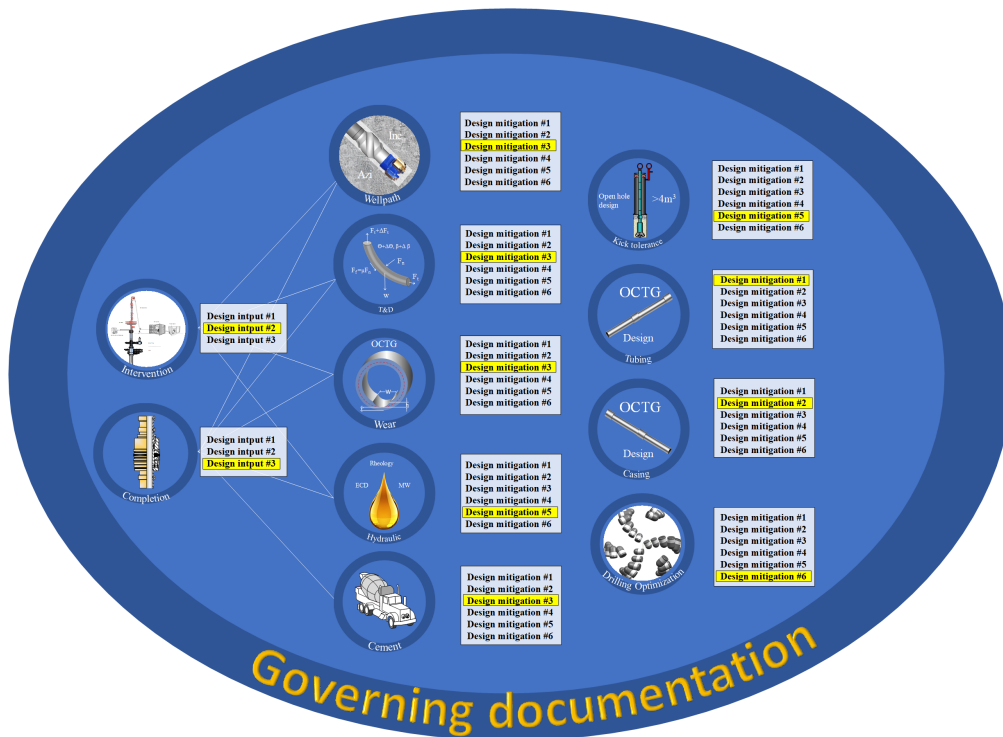 Inc
Azi
Wellpath
Design mitigation #1
Design mitigation #2
Design mitigation #3
Design mitigation #4
Design mitigation #5
Design mitigation #6
Open hole
design
>4m³
Kick tolerance
Design mitigation #1
Design mitigation #2
Design mitigation #3
Design mitigation #4
Design mitigation #5
Design mitigation #6
F_t+ΔF_t
Θ+ΔΘ, β+Δ β
F_n
F_f=μF_n
F_t
W
T&D
Design mitigation #1
Design mitigation #2
Design mitigation #3
Design mitigation #4
Design mitigation #5
Design mitigation #6
OCTG
Design
Tubing
Design mitigation #1
Design mitigation #2
Design mitigation #3
Design mitigation #4
Design mitigation #5
Design mitigation #6
Intervention
Design intput #1
Design intput #2
Design intput #3
OCTG
W
Wear
Design mitigation #1
Design mitigation #2
Design mitigation #3
Design mitigation #4
Design mitigation #5
Design mitigation #6
OCTG
Design
Casing
Design mitigation #1
Design mitigation #2
Design mitigation #3
Design mitigation #4
Design mitigation #5
Design mitigation #6
Completion
Design intput #1
Design intput #2
Design intput #3
Rheology
ECD
MW
Hydraulic
Design mitigation #1
Design mitigation #2
Design mitigation #3
Design mitigation #4
Design mitigation #5
Design mitigation #6
Drilling Optimization
Design mitigation #1
Design mitigation #2
Design mitigation #3
Design mitigation #4
Design mitigation #5
Design mitigation #6
Cement
Design mitigation #1
Design mitigation #2
Design mitigation #3
Design mitigation #4
Design mitigation #5
Design mitigation #6
Governing documentation